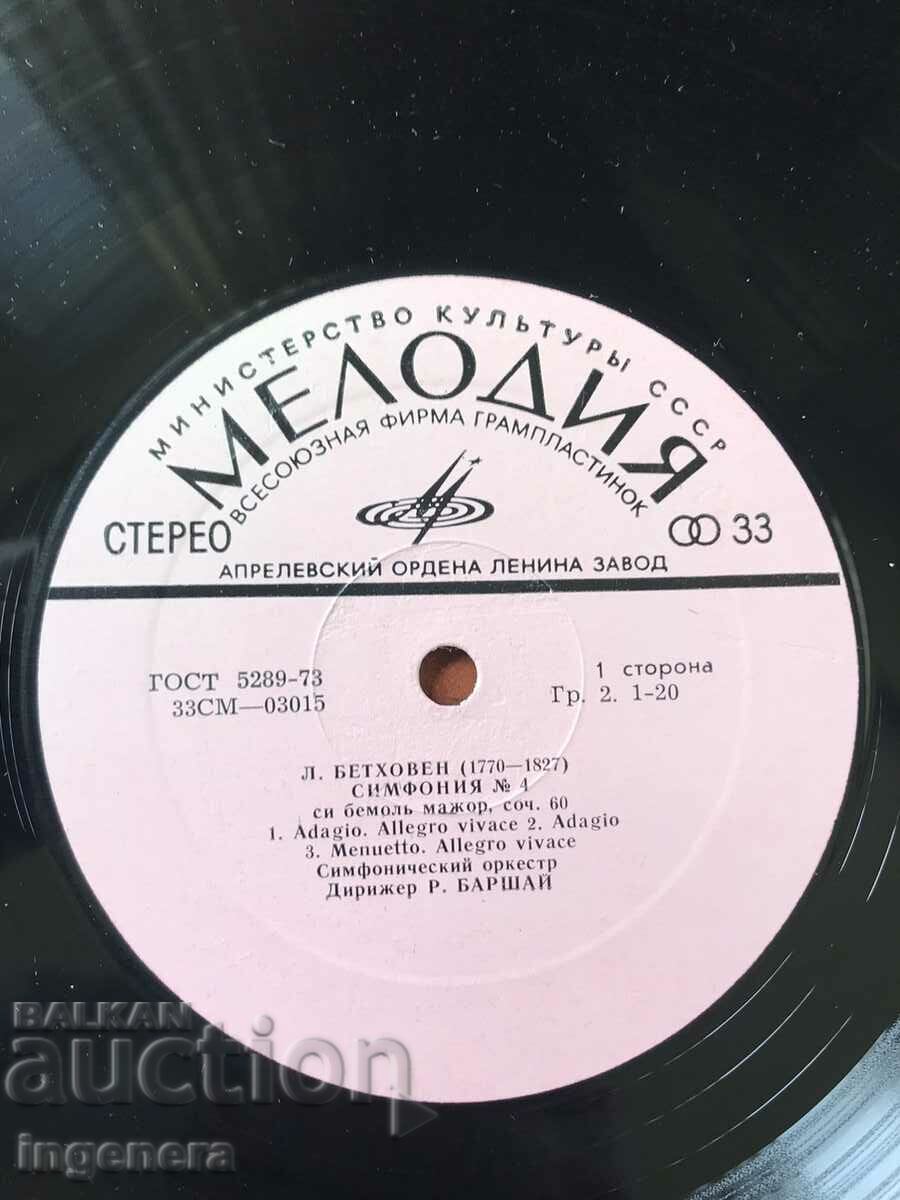 МИНИСТЕРСТВО КУЛЬТУРЫ СССР
МЕЛОДИЯ
ВСЕСОЮЗНАЯ ФИРМА ГРАМПЛАСТИНОК
СТЕРЕО
33
АПРЕЛЕВСКИЙ ОРДЕНА ЛЕНИНА ЗАВОД
ГОСТ 5289-73
33СМ—03015
1 сторона
Гр. 2. 1-20
Л. БЕТХОВЕН (1770—1827)
СИМФОНИЯ № 4
си бемоль мажор, соч. 60
1. Adagio. Allegro vivace 2. Adagio
3. Menuetto. Allegro vivace
Симфонический оркестр
Дирижер Р. БАРШАЙ
BALKAN
auction
ingenera